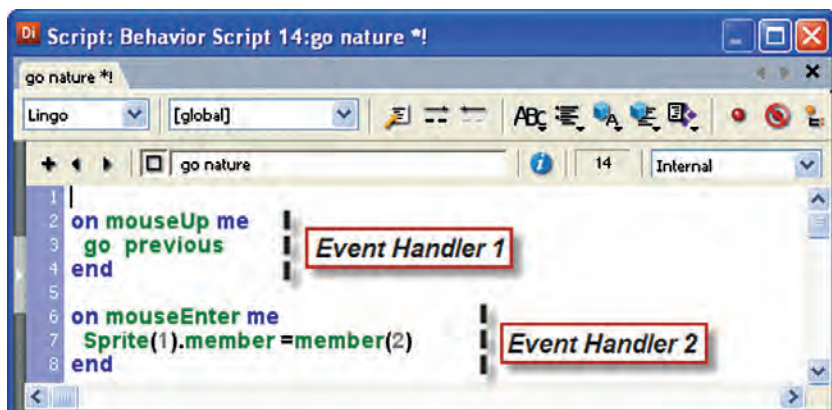 Di Script: Behavior Script 14:go nature *!
go nature *!
Lingo [global] ABC
go nature 14 Internal
1
2 on mouseUp me
3 go previous
4 end
Event Handler 1
5
6 on mouseEnter me
7 Sprite(1).member =member(2)
8 end
Event Handler 2